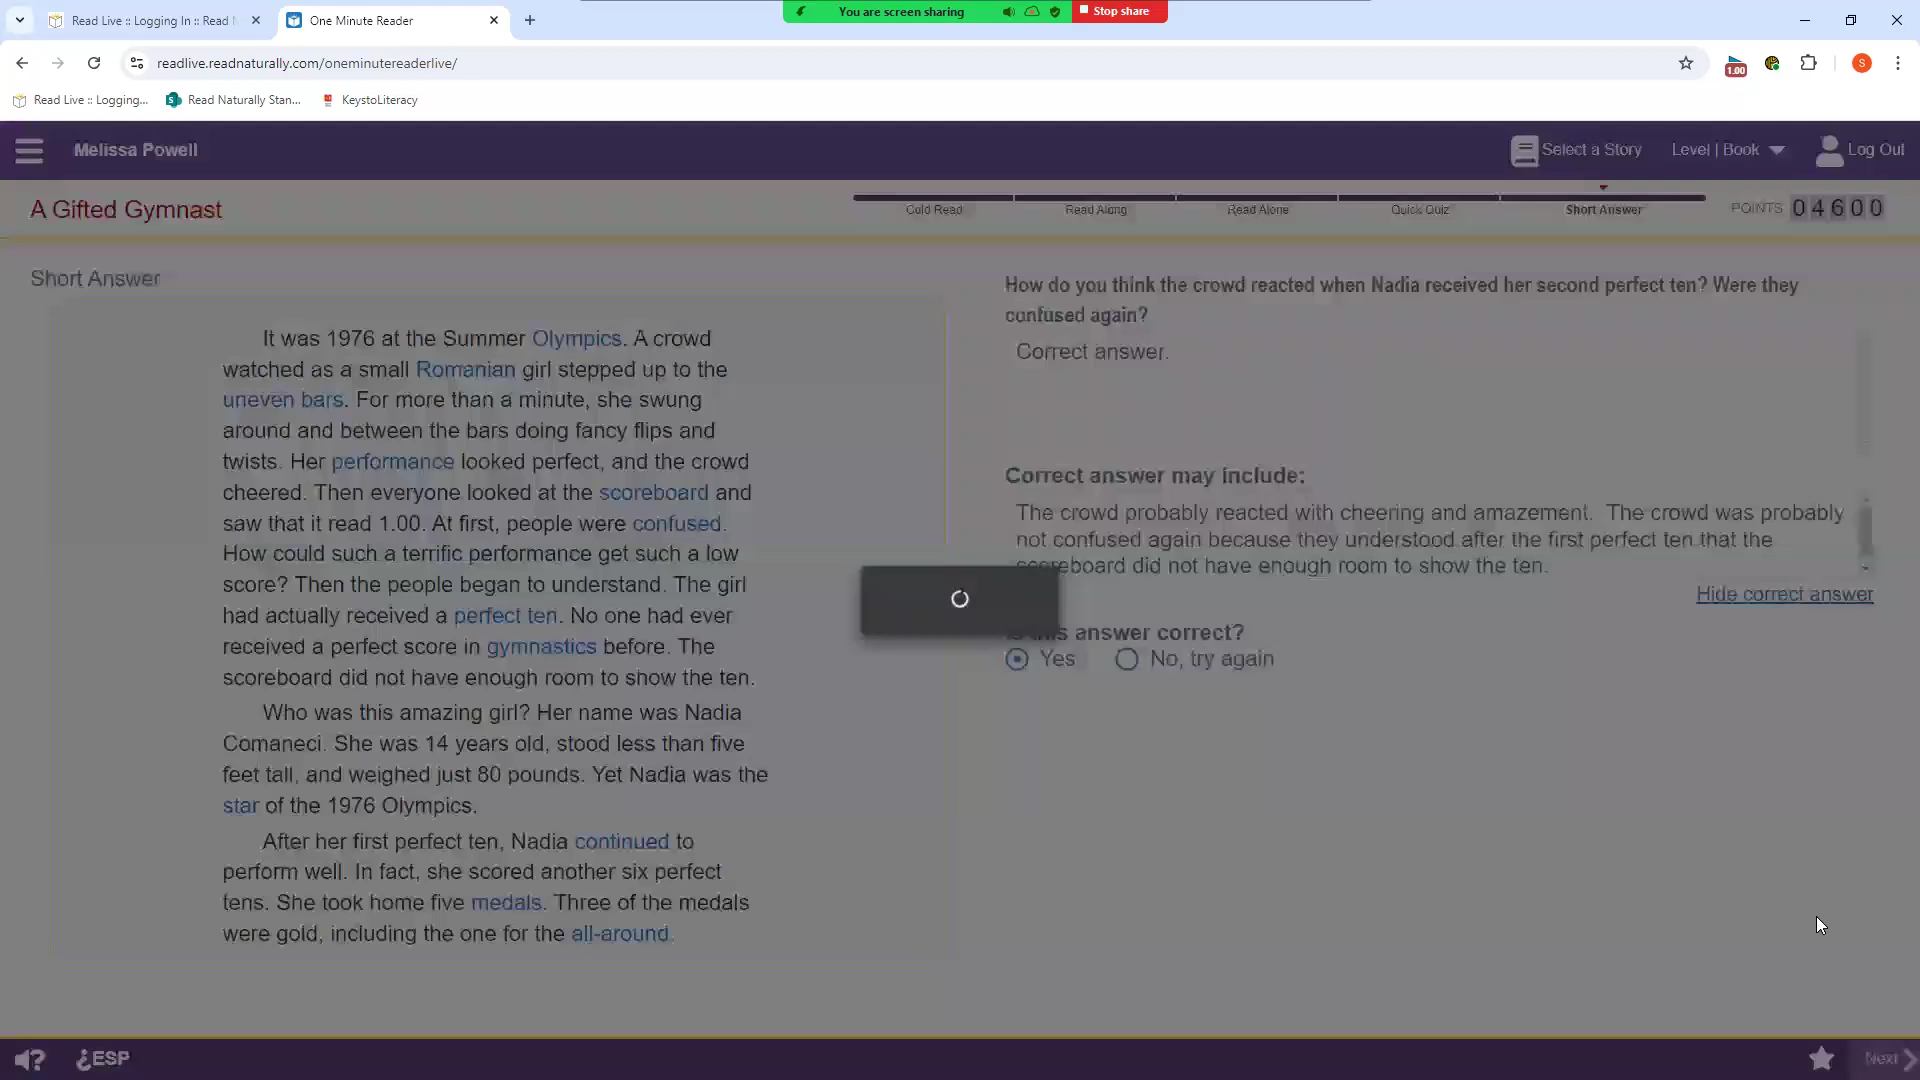 Read Live :: Logging In :: Read N
One Minute Reader
You are screen sharing
Stop share
readlive.readnaturally.com/oneminutereaderlive/
1.00
S
Read Live :: Logging...
Read Naturally Stan...
KeystoLiteracy
Melissa Powell
Select a Story
Level | Book
Log Out
A Gifted Gymnast
Cold Read
Read Along
Read Alone
Quick Quiz
Short Answer
POINTS
04600
Short Answer
It was 1976 at the Summer Olympics. A crowd
watched as a small Romanian girl stepped up to the
uneven bars. For more than a minute, she swung
around and between the bars doing fancy flips and
twists. Her performance looked perfect, and the crowd
cheered. Then everyone looked at the scoreboard and
saw that it read 1.00. At first, people were confused.
How could such a terrific performance get such a low
score? Then the people began to understand. The girl
had actually received a perfect ten. No one had ever
received a perfect score in gymnastics before. The
scoreboard did not have enough room to show the ten.
Who was this amazing girl? Her name was Nadia
Comaneci. She was 14 years old, stood less than five
feet tall, and weighed just 80 pounds. Yet Nadia was the
star of the 1976 Olympics.
After her first perfect ten, Nadia continued to
perform well. In fact, she scored another six perfect
tens. She took home five medals. Three of the medals
were gold, including the one for the all-around.
How do you think the crowd reacted when Nadia received her second perfect ten? Were they
confused again?
Correct answer.
Correct answer may include:
The crowd probably reacted with cheering and amazement. The crowd was probably
not confused again because they understood after the first perfect ten that the
scoreboard did not have enough room to show the ten.
Hide correct answer
Is this answer correct?
Yes
No, try again
?
¿ESP
Next